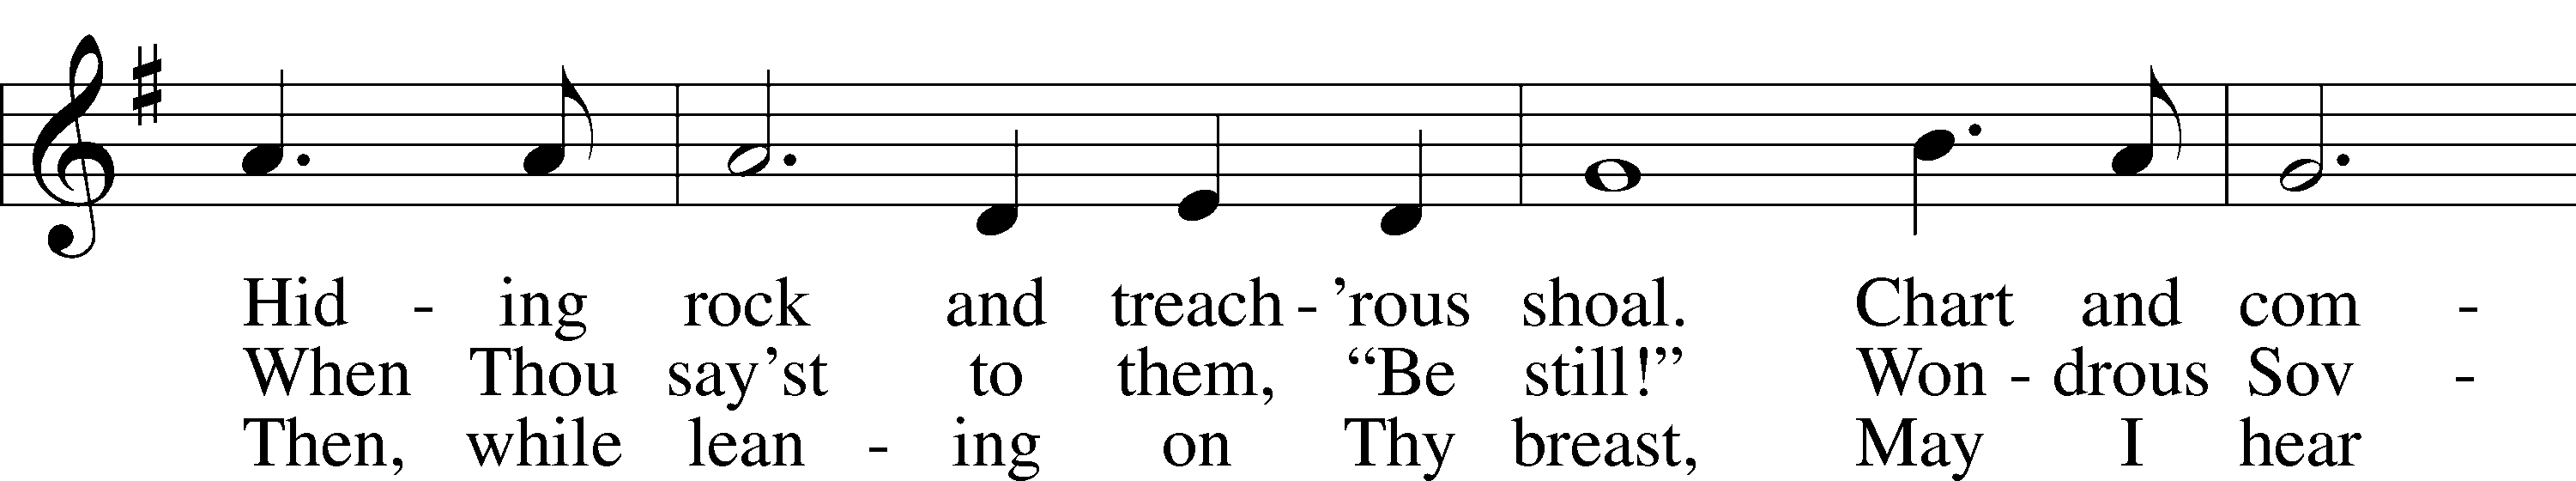 Hid - ing rock and treach - ’rous shoal. Chart and com -
When Thou say’st to them, “Be still!” Won - drous Sov -
Then, while lean - ing on Thy breast, May I hear